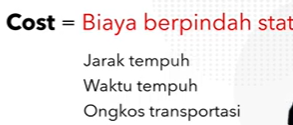 Cost = Biaya berpindah stat
Jarak tempuh
Waktu tempuh
Ongkos transportasi